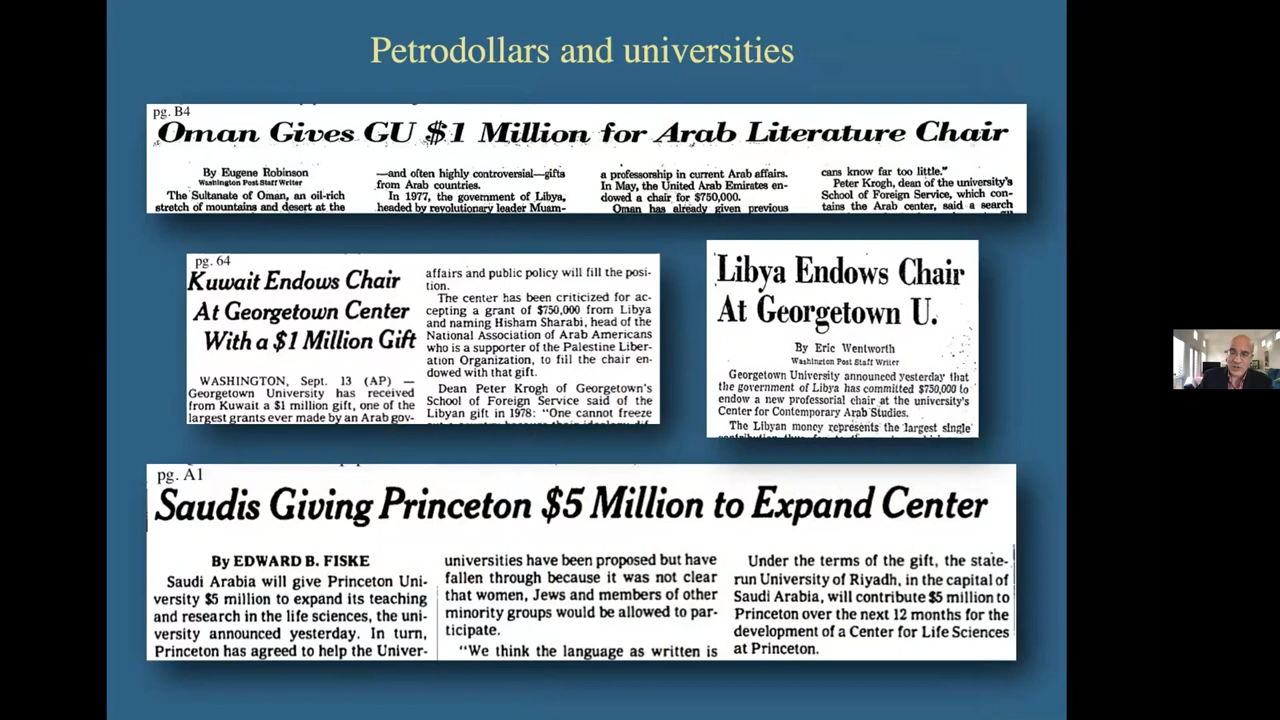 Petrodollars and universities
pg. B4
Oman Gives GU $1 Million for Arab Literature Chair
By Eugene Robinson
Washington Post Staff Writer
The Sultanate of Oman, an oil-rich
stretch of mountains and desert at the
—and often highly controversial—gifts
from Arab countries.
In 1977, the government of Libya,
headed by revolutionary leader Muam-
a professorship in current Arab affairs.
In May, the United Arab Emirates en-
dowed a chair for $750,000.
Oman has already given previous
cans know far too little."
Peter Krogh, dean of the university's
School of Foreign Service, which con-
tains the Arab center, said a search
pg. 64
Kuwait Endows Chair
At Georgetown Center
With a $1 Million Gift
WASHINGTON, Sept. 13 (AP) —
Georgetown University has received
from Kuwait a $1 million gift, one of the
largest grants ever made by an Arab gov-
affairs and public policy will fill the posi-
tion.
The center has been criticized for ac-
cepting a grant of $750,000 from Libya
and naming Hisham Sharabi, head of the
National Association of Arab Americans
who is a supporter of the Palestine Liber-
ation Organization, to fill the chair en-
dowed with that gift.
Dean Peter Krogh of Georgetown's
School of Foreign Service said of the
Libyan gift in 1978: "One cannot freeze
Libya Endows Chair
At Georgetown U.
By Eric Wentworth
Washington Post Staff Writer
Georgetown University announced yesterday that
the government of Libya has committed $750,000 to
endow a new professorial chair at the university's
Center for Contemporary Arab Studies.
The Libyan money represents the largest single
pg. A1
Saudis Giving Princeton $5 Million to Expand Center
By EDWARD B. FISKE
Saudi Arabia will give Princeton Uni-
versity $5 million to expand its teaching
and research in the life sciences, the uni-
versity announced yesterday. In turn,
Princeton has agreed to help the Univer-
universities have been proposed but have
fallen through because it was not clear
that women, Jews and members of other
minority groups would be allowed to par-
ticipate.
"We think the language as written is
Under the terms of the gift, the state-
run University of Riyadh, in the capital of
Saudi Arabia, will contribute $5 million to
Princeton over the next 12 months for the
development of a Center for Life Sciences
at Princeton.